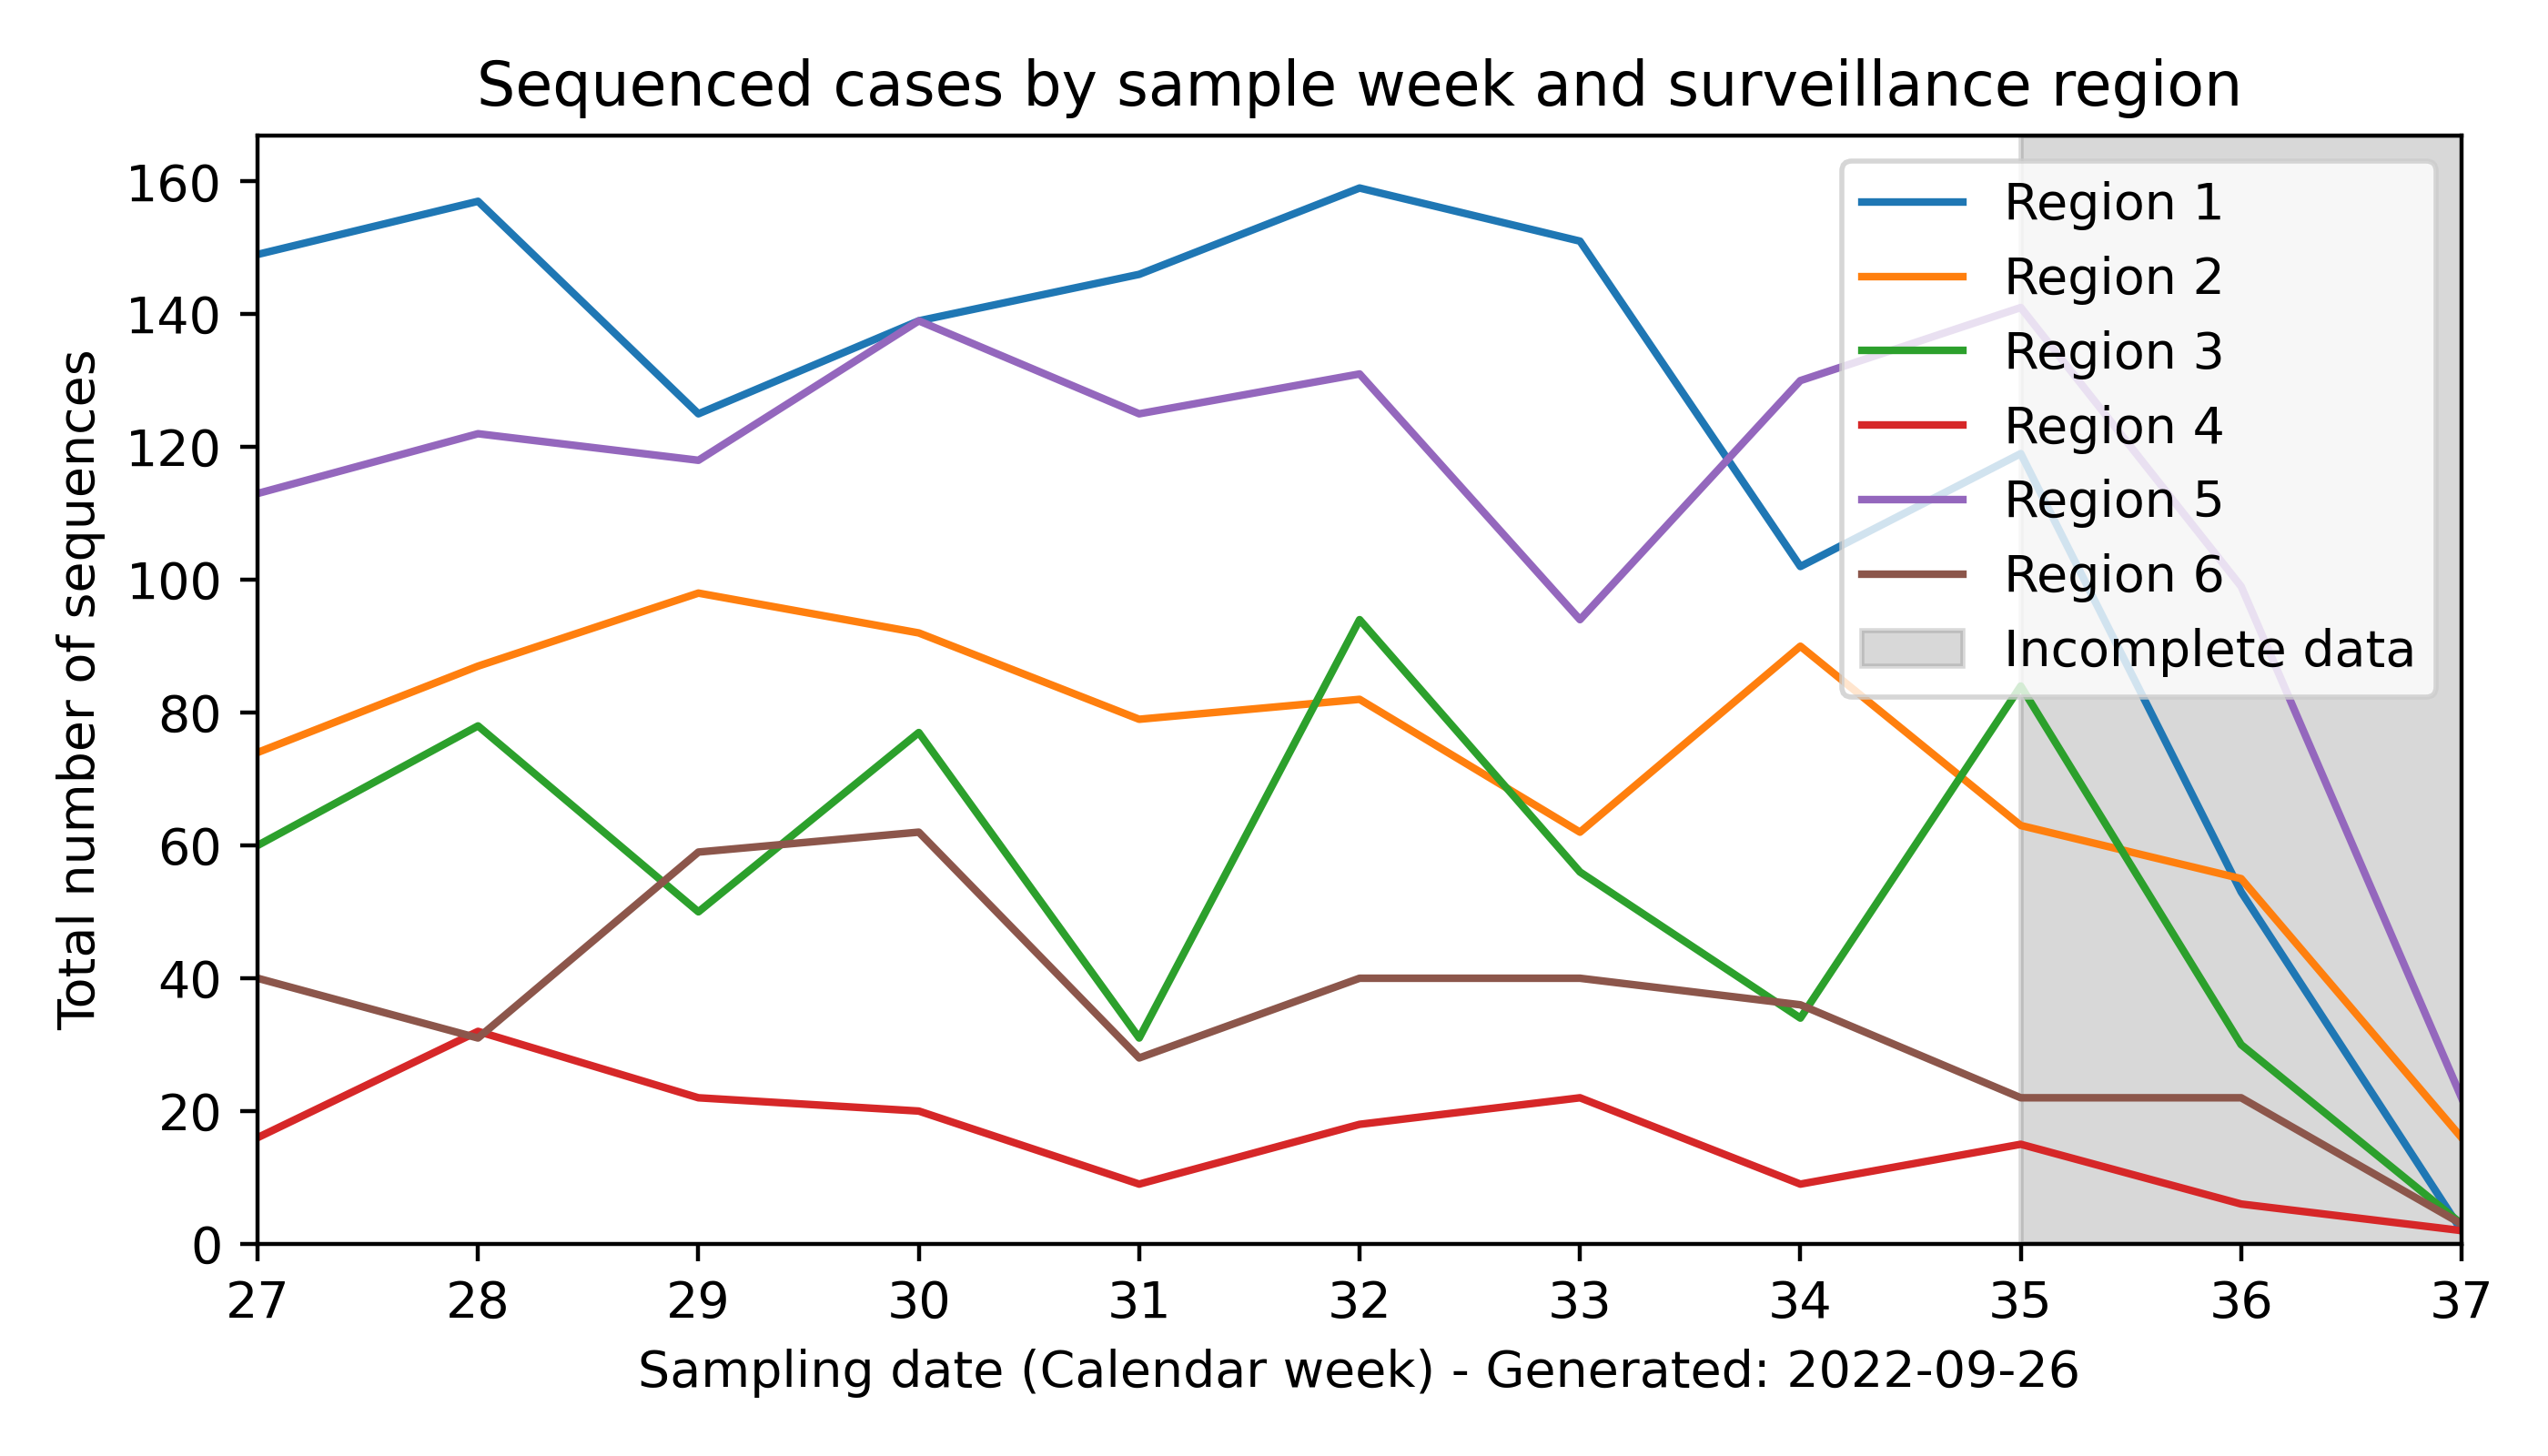 Sequenced cases by sample week and surveillance region
Total number of sequences
160
140
120
100
80
60
40
20
0
Region 1
Region 2
Region 3
Region 4
Region 5
Region 6
Incomplete data
27 28 29 30 31 32 33 34 35 36 37
Sampling date (Calendar week) - Generated: 2022-09-26